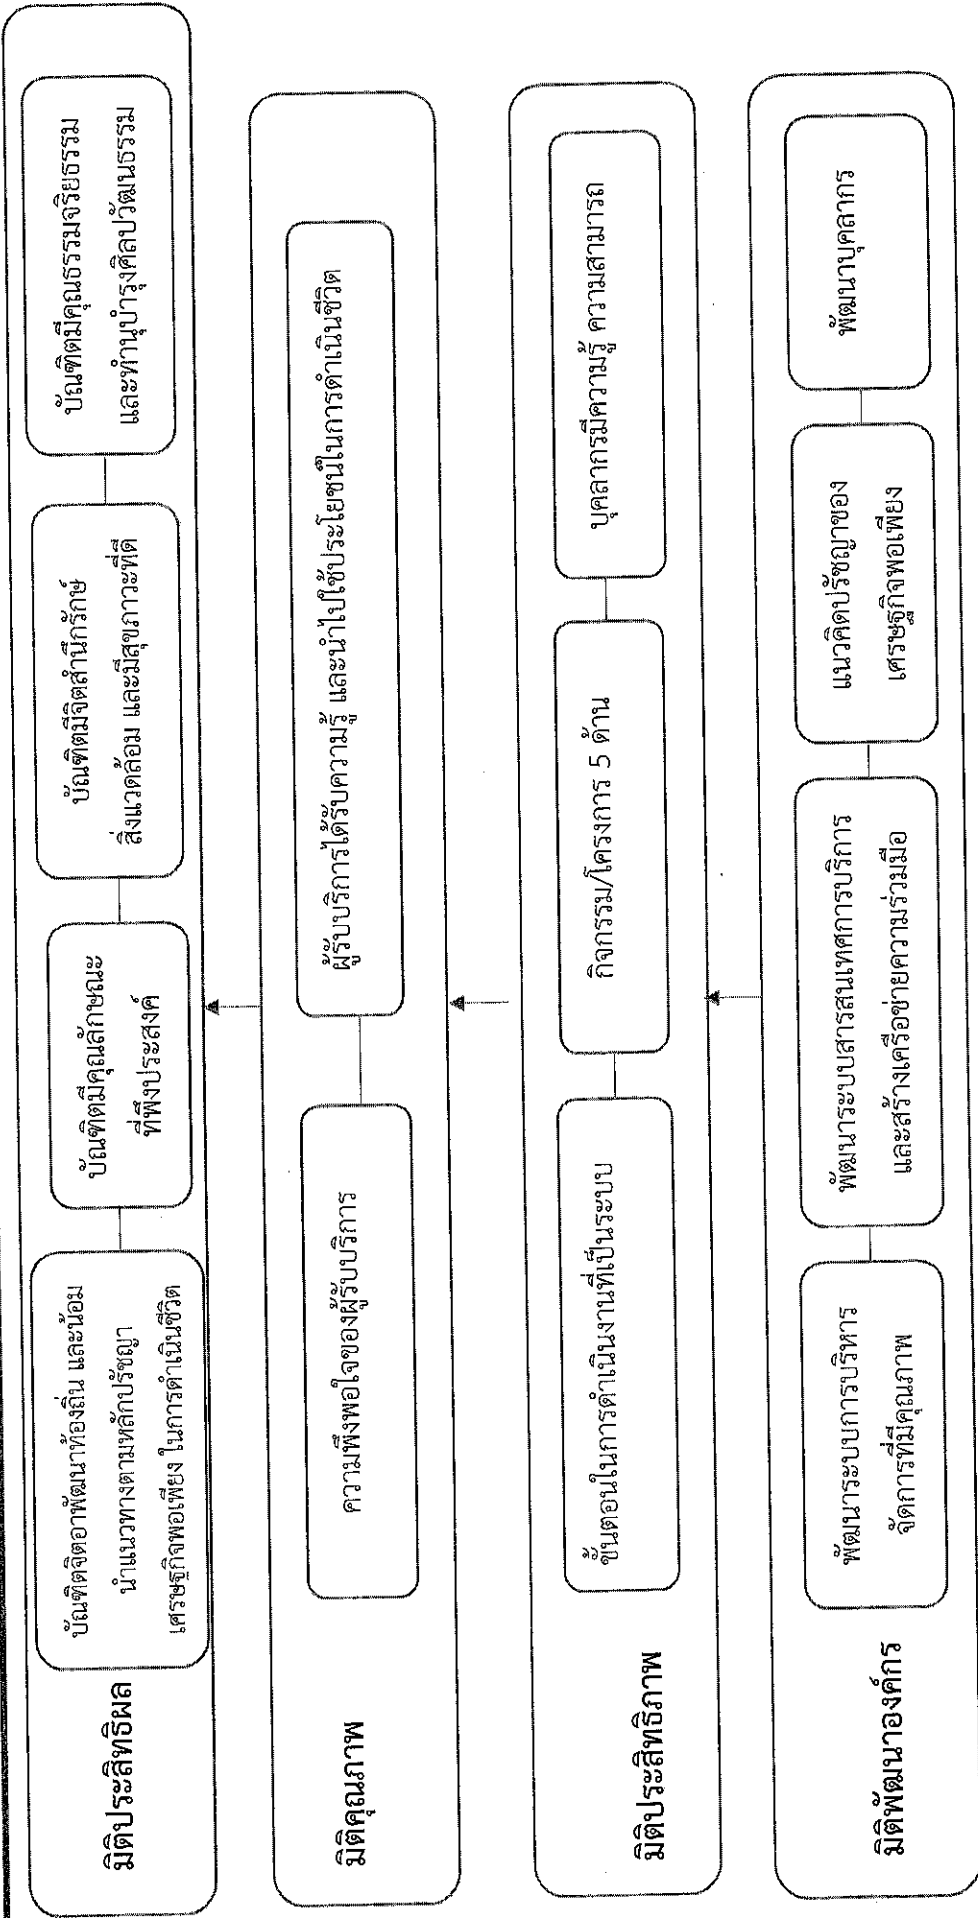 มิติประสิทธิผล
บัณฑิตจิตอาพัฒนาท้องถิ่น และน้อม
นำแนวทางตามหลักปรัชญา
เศรษฐกิจพอเพียง ในการดำเนินชีวิต
บัณฑิตมีคุณลักษณะ
ที่พึงประสงค์
บัณฑิตมีจิตสำนึกรักษ์
สิ่งแวดล้อม และมีสุขภาวะที่ดี
บัณฑิตมีคุณธรรมจริยธรรม
และทำนุบำรุงศิลปวัฒนธรรม
มิติคุณภาพ
ความพึงพอใจของผู้รับบริการ
ผู้รับบริการได้รับความรู้ และนำไปใช้ประโยชน์ในการดำเนินชีวิต
มิติประสิทธิภาพ
ขั้นตอนในการดำเนินงานที่เป็นระบบ
กิจกรรม/โครงการ 5 ด้าน
บุคลากรมีความรู้ ความสามารถ
มิติพัฒนาองค์กร
พัฒนาระบบการบริหาร
จัดการที่มีคุณภาพ
พัฒนาระบบสารสนเทศการบริการ
และสร้างเครือข่ายความร่วมมือ
แนวคิดปรัชญาของ
เศรษฐกิจพอเพียง
พัฒนาบุคลากร